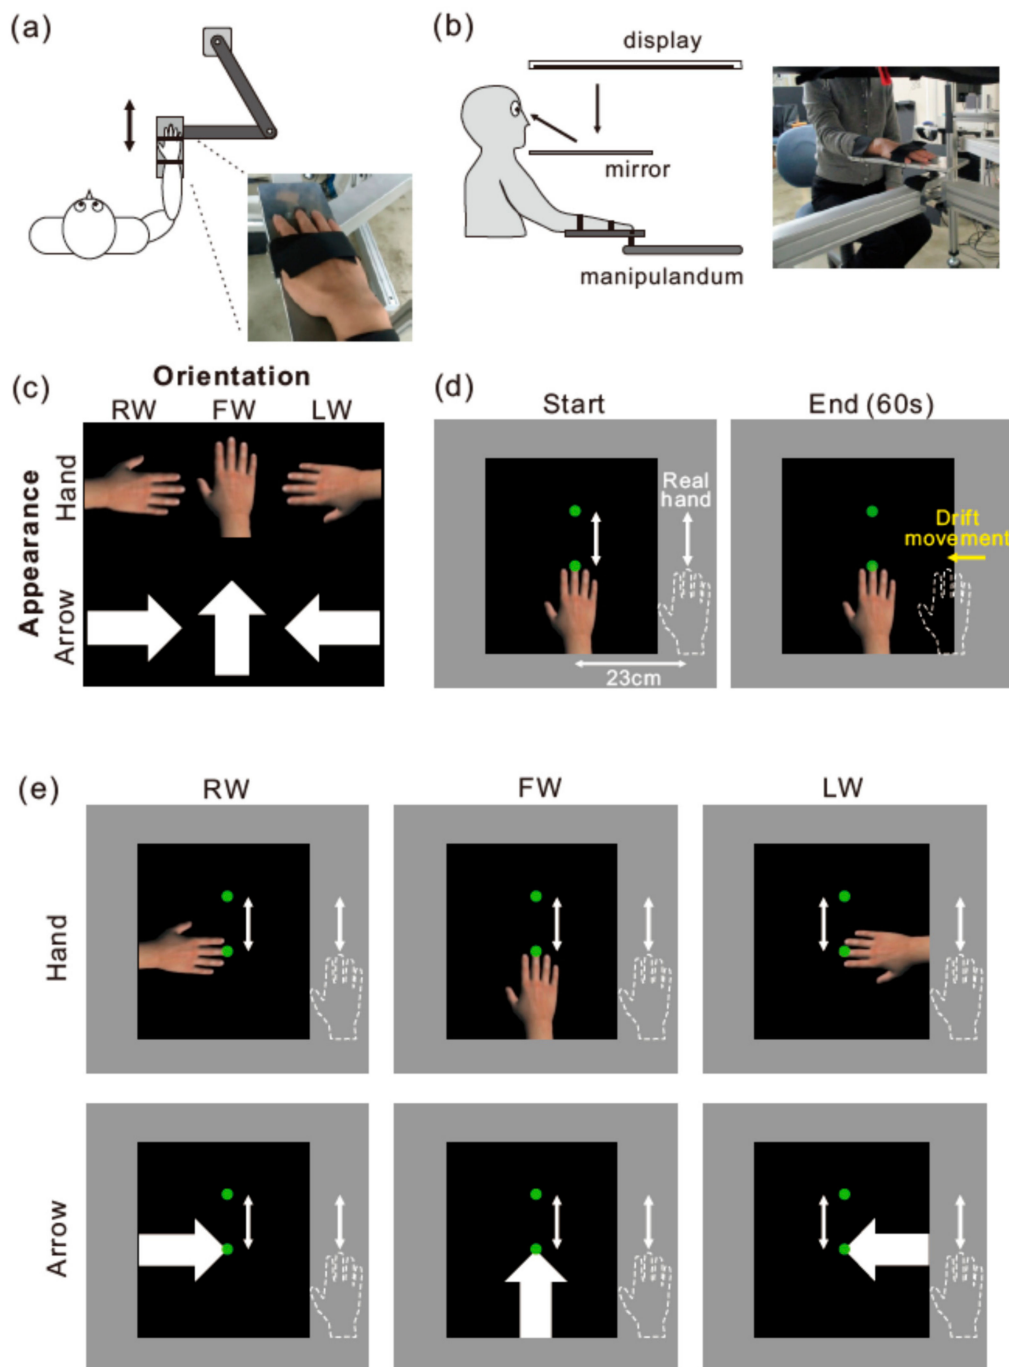 (a)
(b)
display
mirror
manipulandum
(c)
Orientation
RW FW LW
Appearance
Hand
Arrow
(d)
Start
End (60s)
Real
hand
23cm
Drift
movement
(e)
RW FW LW
Hand
Arrow